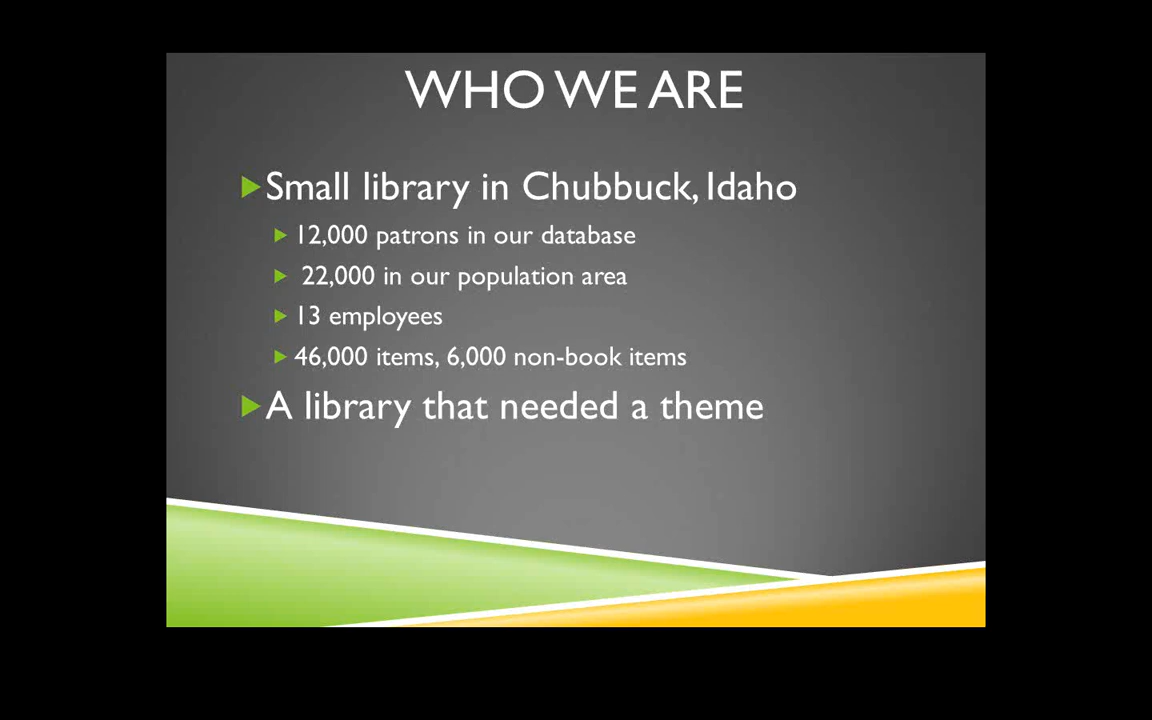 WHO WE ARE
Small library in Chubbuck, Idaho
12,000 patrons in our database
22,000 in our population area
13 employees
46,000 items, 6,000 non-book items
A library that needed a theme